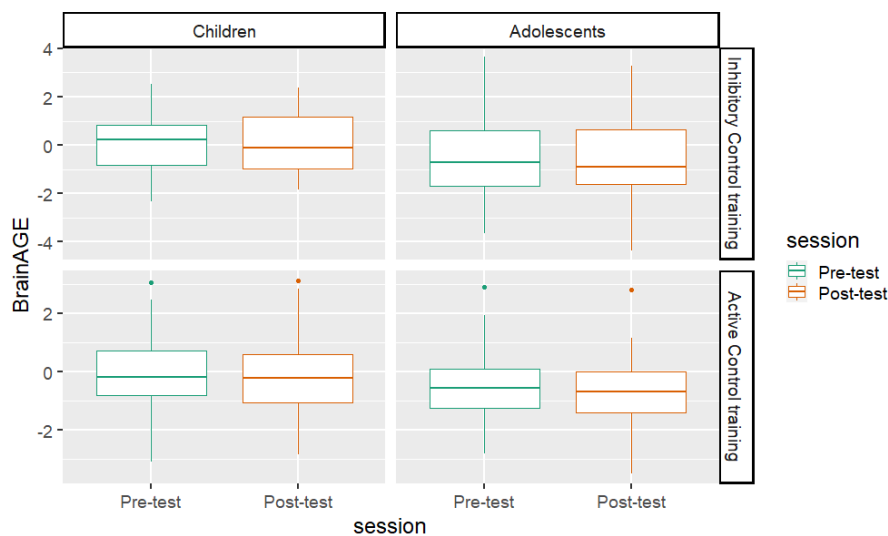 Children
Adolescents
4
2
0
-2
-4
Inhibitory Control training
BrainAGE
2
0
-2
Active Control training
Pre-test
Post-test
Pre-test
Post-test
session
session
Pre-test
Post-test